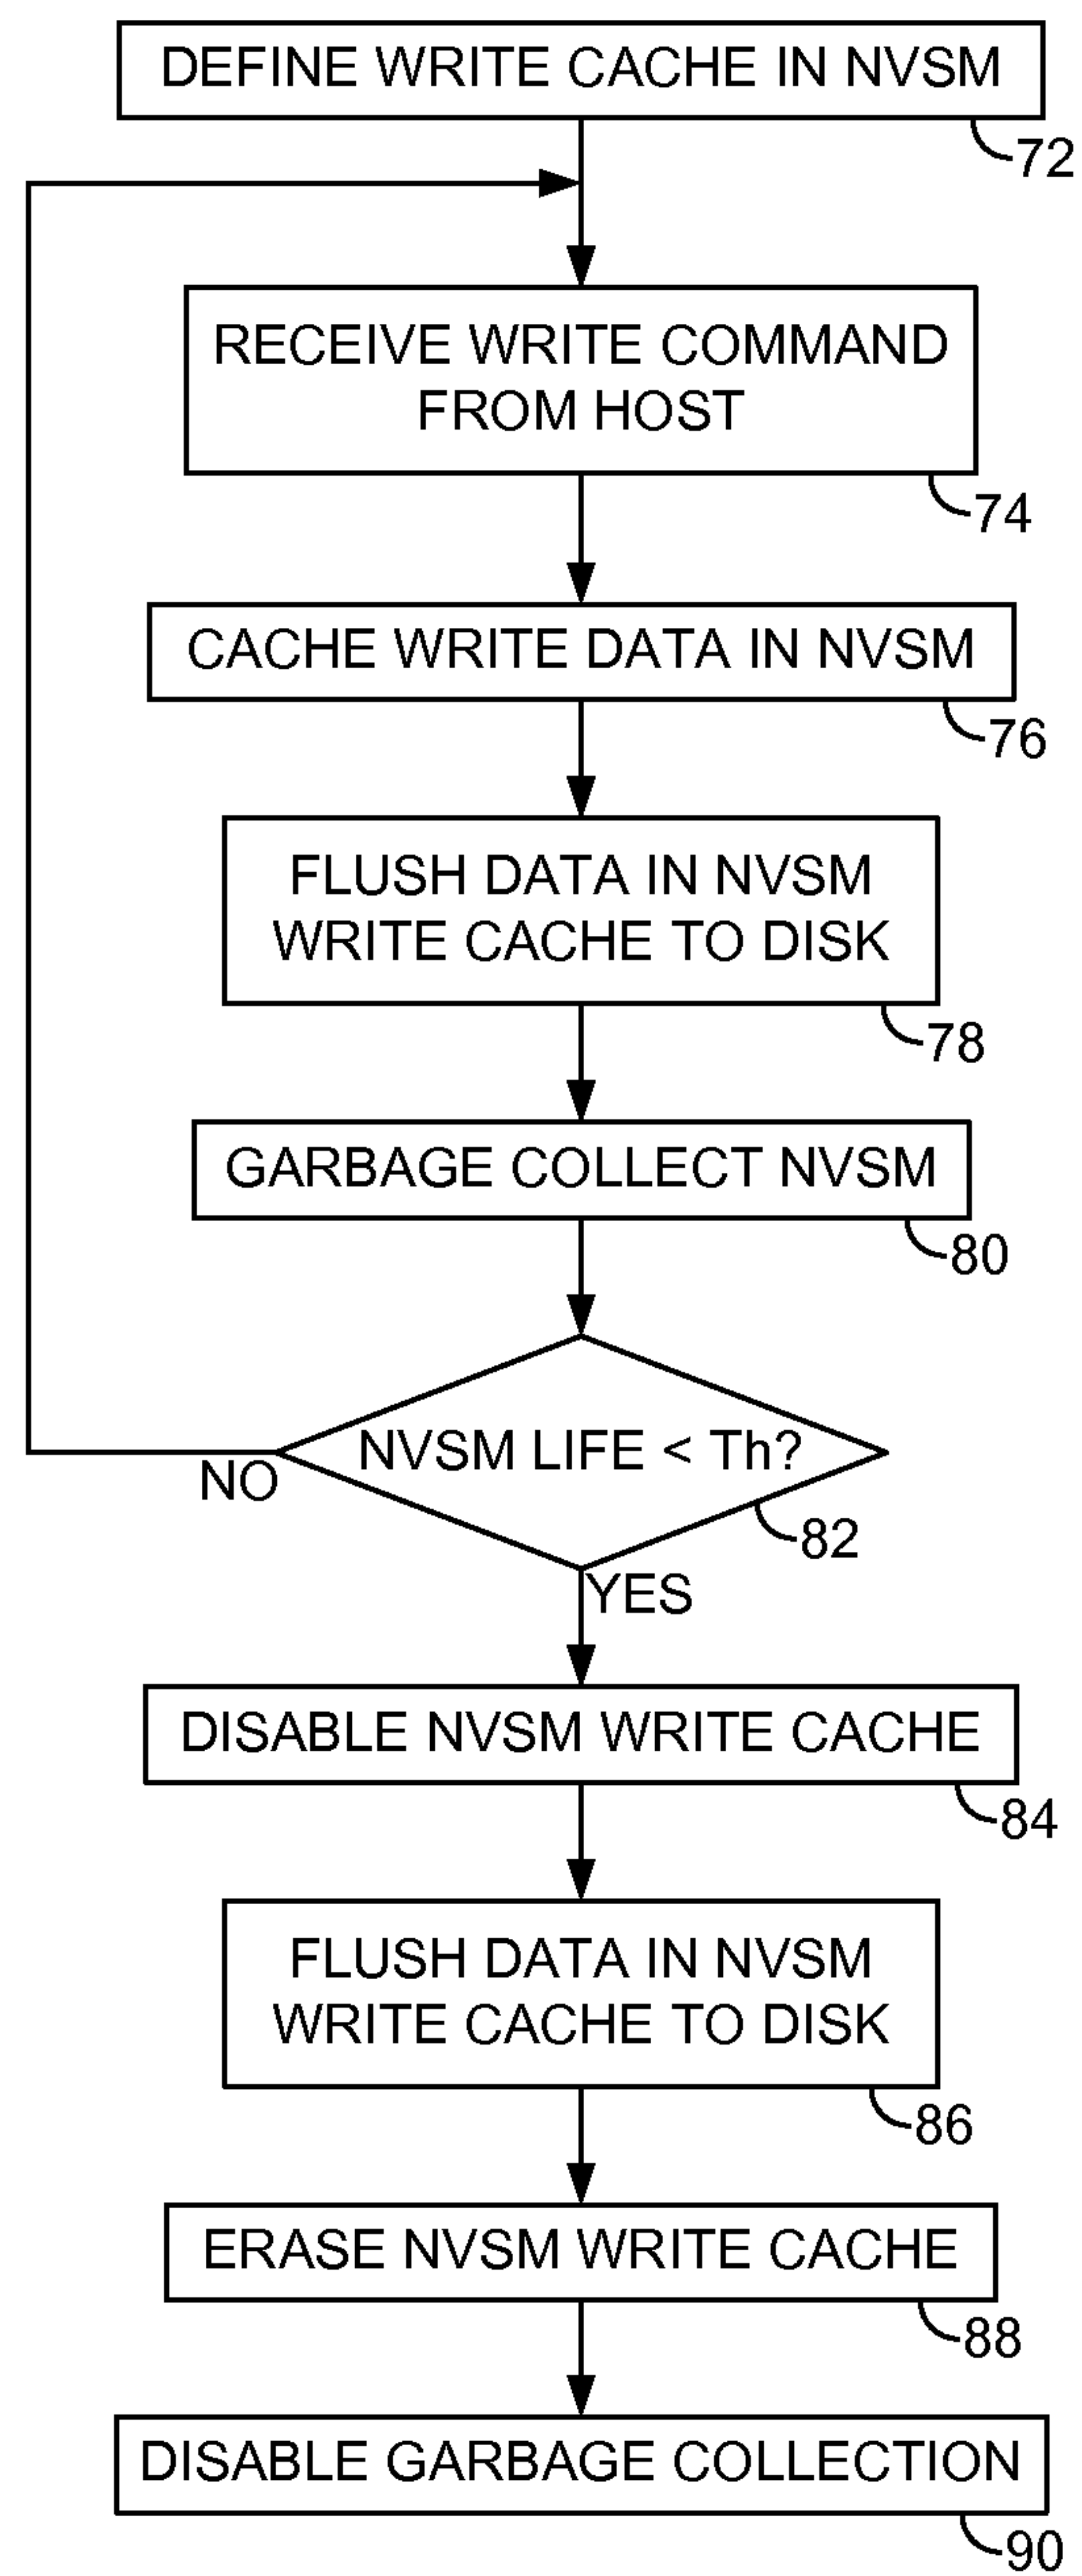 DEFINE WRITE CACHE IN NVSM
72
RECEIVE WRITE COMMAND
FROM HOST
74
CACHE WRITE DATA IN NVSM
76
FLUSH DATA IN NVSM
WRITE CACHE TO DISK
78
GARBAGE COLLECT NVSM
80
NVSM LIFE < Th?
NO
82
YES
DISABLE NVSM WRITE CACHE
84
FLUSH DATA IN NVSM
WRITE CACHE TO DISK
86
ERASE NVSM WRITE CACHE
88
DISABLE GARBAGE COLLECTION
90